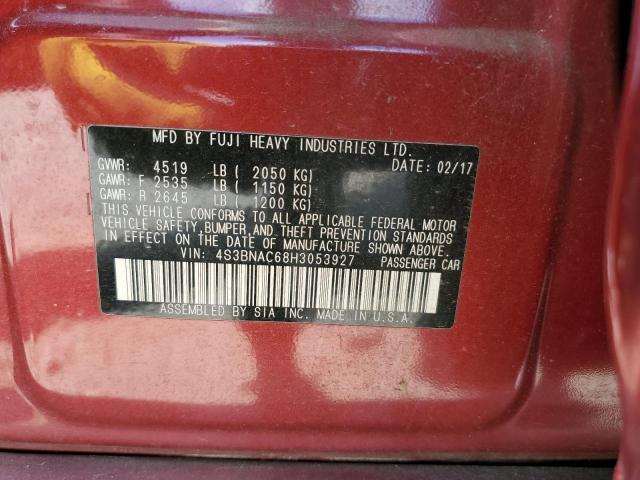 MFD BY FUJI HEAVY INDUSTRIES LTD.
GVWR: 4519 LB ( 2050 KG) DATE: 02/17
GAWR: F 2535 LB ( 1150 KG)
GAWR: R 2645 LB ( 1200 KG)
THIS VEHICLE CONFORMS TO ALL APPLICABLE FEDERAL MOTOR
VEHICLE SAFETY, BUMPER, AND THEFT PREVENTION STANDARDS
IN EFFECT ON THE DATE OF MANUFACTURE SHOWN ABOVE.
VIN: 4S3BNAC68H3053927 PASSENGER CAR
ASSEMBLED BY SIA INC. MADE IN U.S.A.